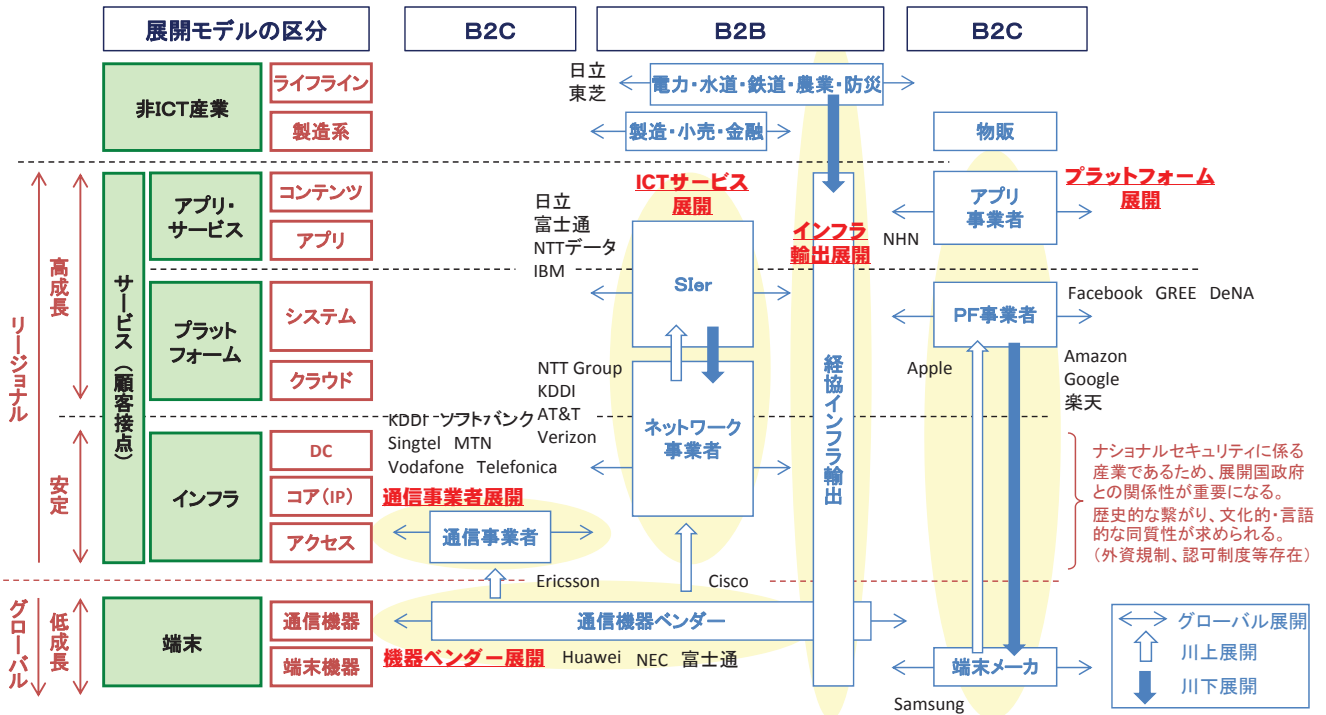 展開モデルの区分
B2C
B2B
B2C
非ICT産業
ライフライン
製造系
日立
東芝
電力・水道・鉄道・農業・防災
製造・小売・金融
物販
リージョナル
高成長
安定
サービス（顧客接点）
アプリ・
サービス
コンテンツ
アプリ
プラット
フォーム
システム
クラウド
インフラ
DC
コア(IP)
アクセス
ICTサービス
展開
日立
富士通
NTTデータ
IBM
SIer
NTT Group
KDDI
AT&T
Verizon
ネットワーク
事業者
KDDI ソフトバンク
Singtel MTN
Vodafone Telefonica
通信事業者展開
通信事業者
インフラ
輸出展開
経協インフラ輸出
アプリ
事業者
プラットフォーム
展開
NHN
PF事業者
Facebook GREE DeNA
Apple
Amazon
Google
楽天
ナショナルセキュリティに係る
産業であるため、展開国政府
との関係性が重要になる。
歴史的な繋がり、文化的・言語
的な同質性が求められる。
（外資規制、認可制度等存在）
グローバル
低成長
端末
通信機器
端末機器
Ericsson
Cisco
通信機器ベンダー
機器ベンダー展開
Huawei NEC 富士通
端末メーカ
Samsung
グローバル展開
川上展開
川下展開